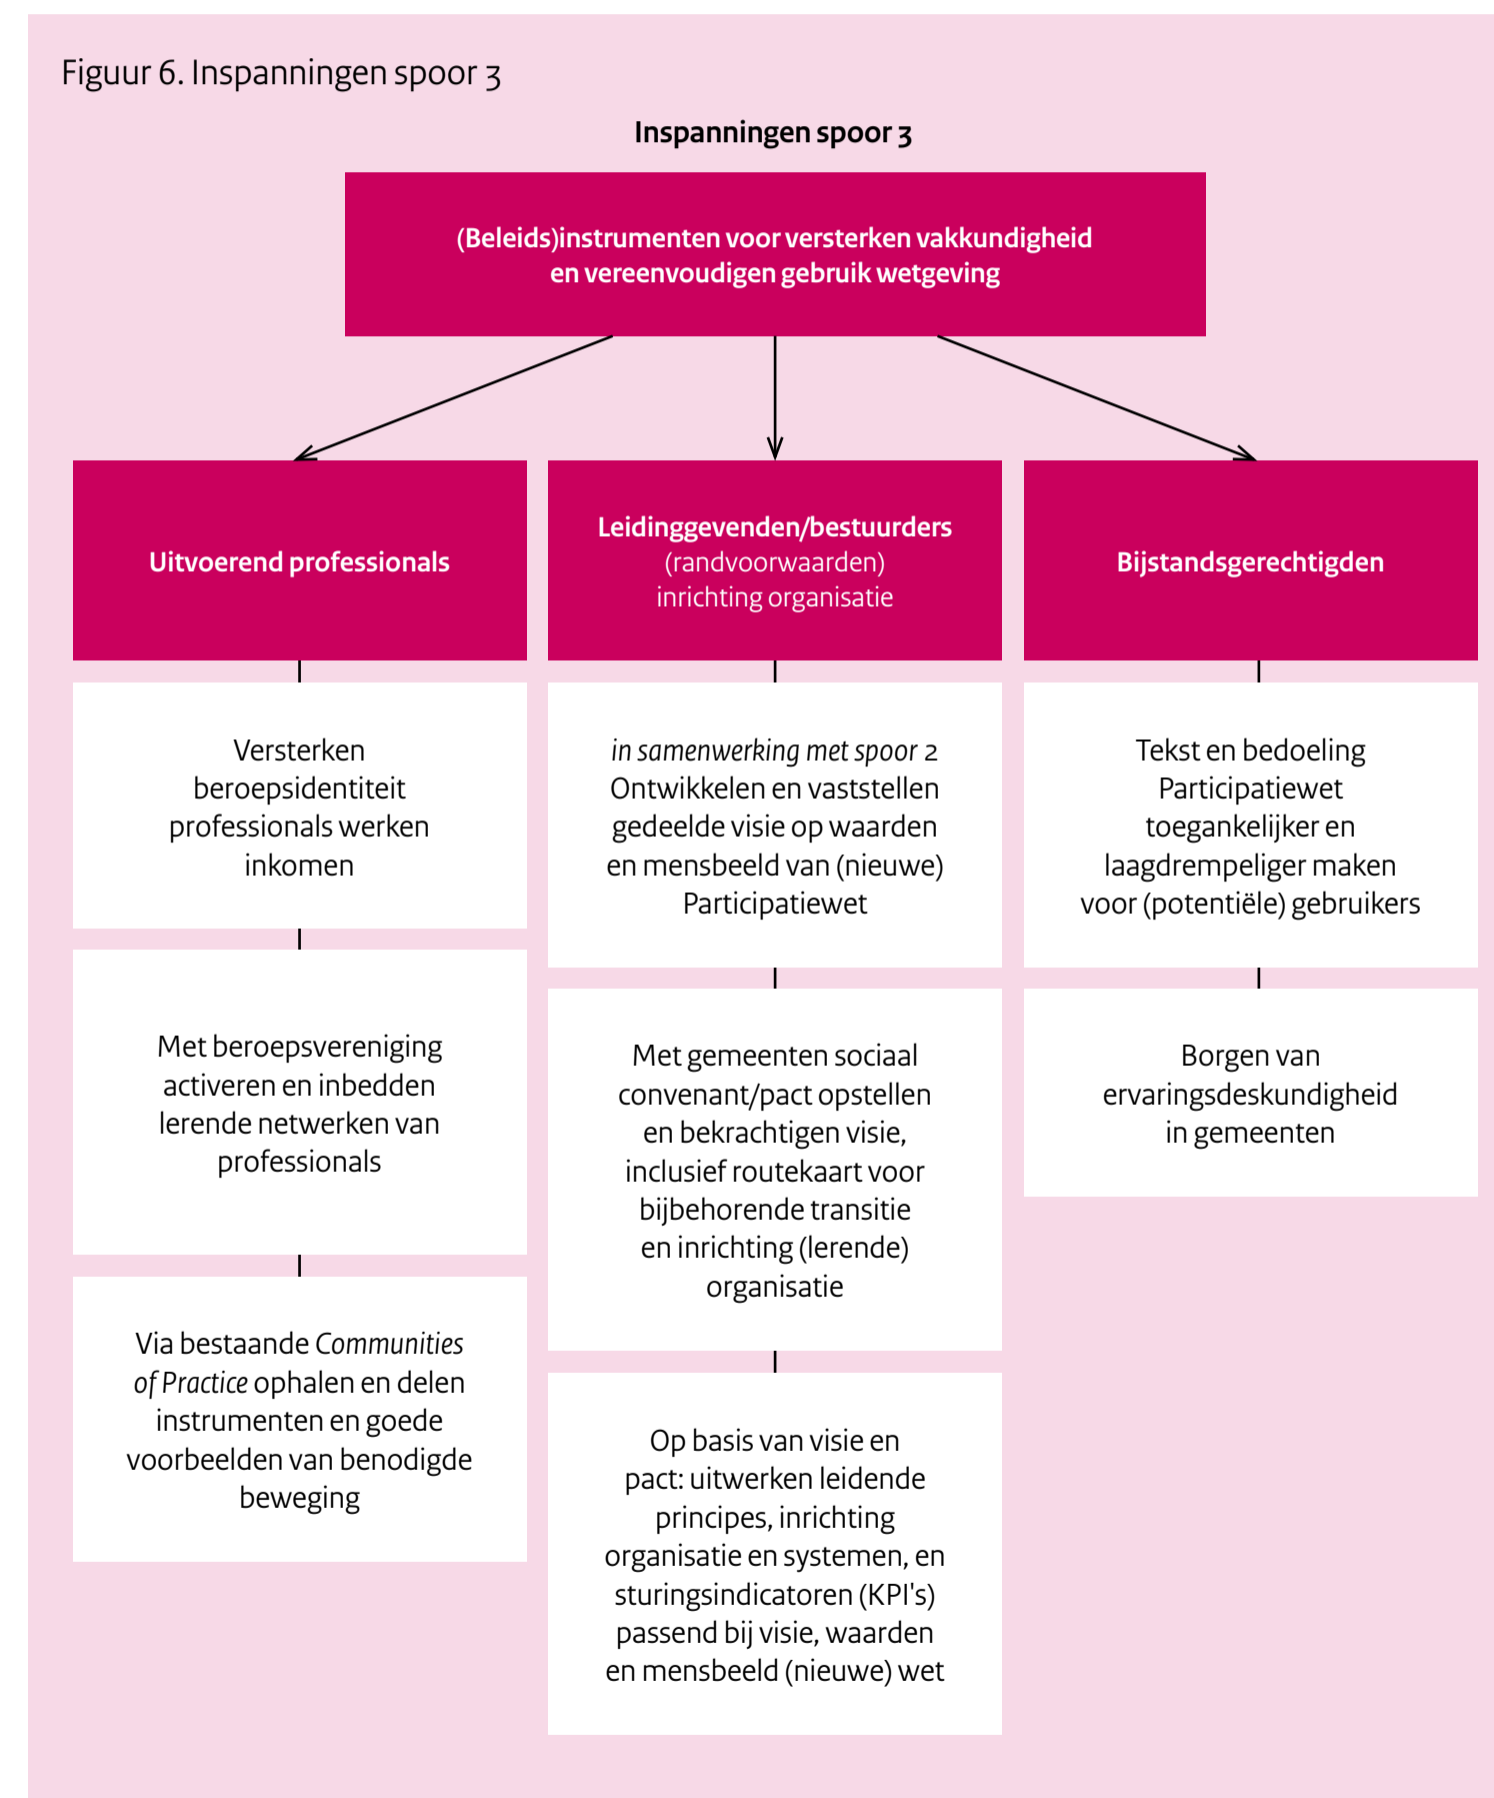 Figuur 6. Inspanningen spoor 3
Inspanningen spoor 3
(Beleids)instrumenten voor versterken vakkundigheid
en vereenvoudigen gebruik wetgeving
Uitvoerend professionals
Versterken
beroepsidentiteit
professionals werken
inkomen
Met beroepsvereniging
activeren en inbedden
lerende netwerken van
professionals
Via bestaande Communities
of Practice ophalen en delen
instrumenten en goede
voorbeelden van benodigde
beweging
Leidinggevenden/bestuurders
(randvoorwaarden)
inrichting organisatie
in samenwerking met spoor 2
Ontwikkelen en vaststellen
gedeelde visie op waarden
en mensbeeld van (nieuwe)
Participatiewet
Met gemeenten sociaal
convenant/pact opstellen
en bekrachtigen visie,
inclusief routekaart voor
bijbehorende transitie
en inrichting (lerende)
organisatie
Op basis van visie en
pact: uitwerken leidende
principes, inrichting
organisatie en systemen, en
sturingsindicatoren (KPI's)
passend bij visie, waarden
en mensbeeld (nieuwe) wet
Bijstandsgerechtigden
Tekst en bedoeling
Participatiewet
toegankelijker en
laagdrempeliger maken
voor (potentiële) gebruikers
Borgen van
ervaringsdeskundigheid
in gemeenten